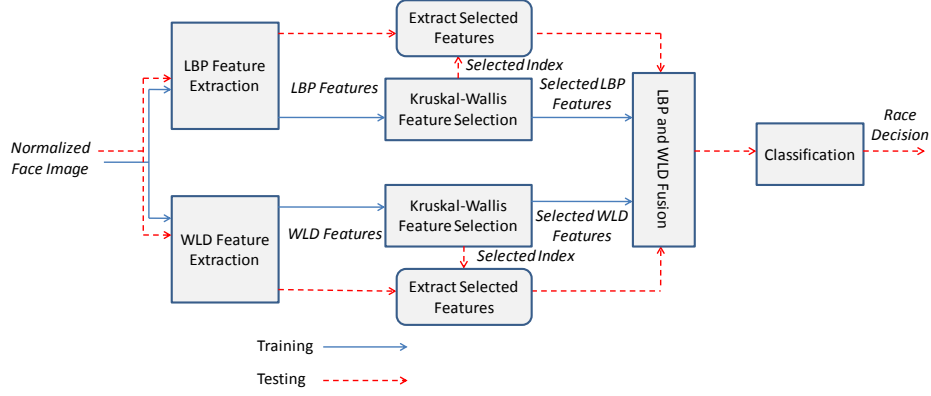 Extract Selected
Features
LBP Feature
Extraction
Selected Index
LBP Features
Kruskal-Wallis
Feature Selection
Selected LBP
Features
Normalized
Face Image
LBP and WLD Fusion
Classification
Race
Decision
WLD Feature
Extraction
WLD Features
Kruskal-Wallis
Feature Selection
Selected WLD
Features
Selected Index
Extract Selected
Features
Training
Testing